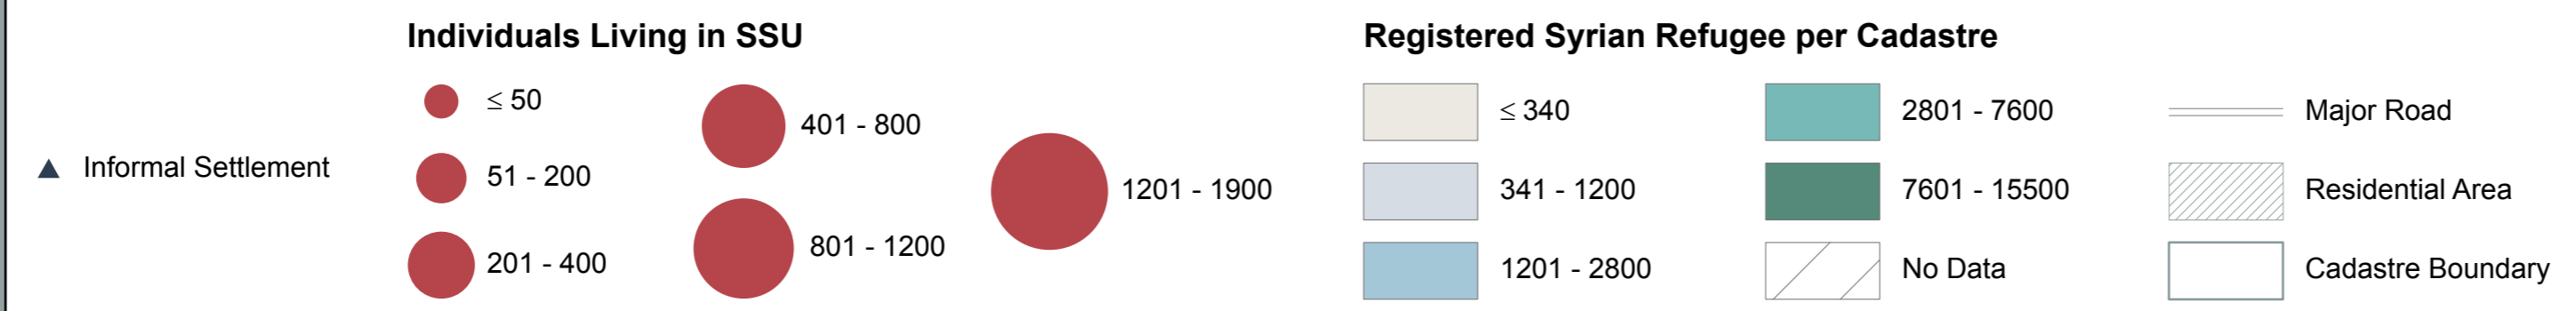 Informal Settlement
Individuals Living in SSU
≤ 50
51 - 200
201 - 400
401 - 800
801 - 1200
1201 - 1900
Registered Syrian Refugee per Cadastre
≤ 340
341 - 1200
1201 - 2800
2801 - 7600
7601 - 15500
No Data
Major Road
Residential Area
Cadastre Boundary